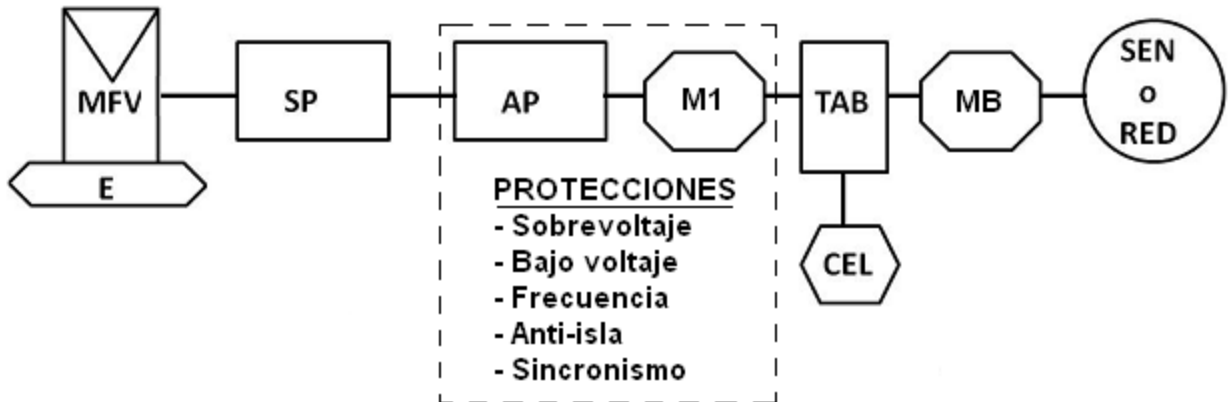 MFV
E
SP
AP
M1
PROTECCIONES
- Sobrevoltaje
- Bajo voltaje
- Frecuencia
- Anti-isla
- Sincronismo
TAB
CEL
MB
SEN
o
RED